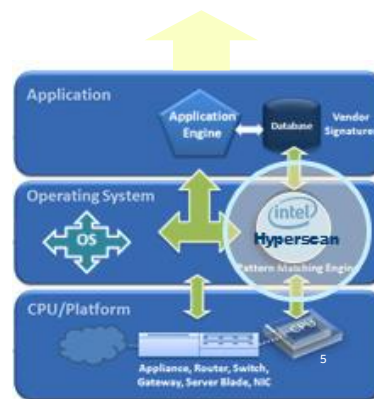 Application
Application
Engine
Database
Vendor
Signature
Operating System
OS
intel
Hyperscan
Pattern Matching Engine
CPU/Platform
CPU
5
Appliance, Router, Switch,
Gateway, Server Blade, NIC